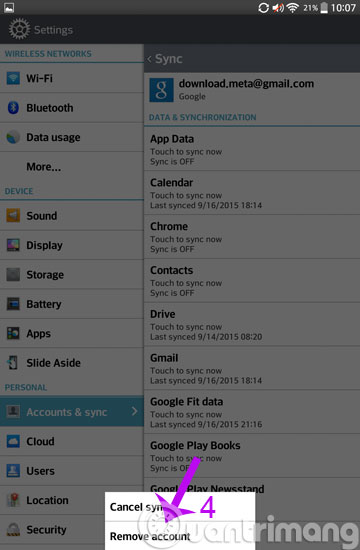 21% 10:07
Settings
WIRELESS NETWORKS
Wi-Fi
Bluetooth
Data usage
More...
DEVICE
Sound
Display
Storage
Battery
Apps
Slide Aside
PERSONAL
Accounts & sync
Cloud
Users
Location
Security
Sync
download.meta@gmail.com
Google
DATA & SYNCHRONIZATION
App Data
Touch to sync now
Sync is OFF
Calendar
Touch to sync now
Last synced 9/16/2015 18:14
Chrome
Touch to sync now
Sync is OFF
Contacts
Touch to sync now
Sync is OFF
Drive
Touch to sync now
Last synced 9/14/2015 08:20
Gmail
Touch to sync now
Last synced 9/16/2015 18:14
Google Fit data
Touch to sync now
Last synced 9/16/2015 21:16
Google Play Books
Touch to sync now
Sync is OFF
Google Play Newsstand
Cancel sync
4
Remove account
uantrimang